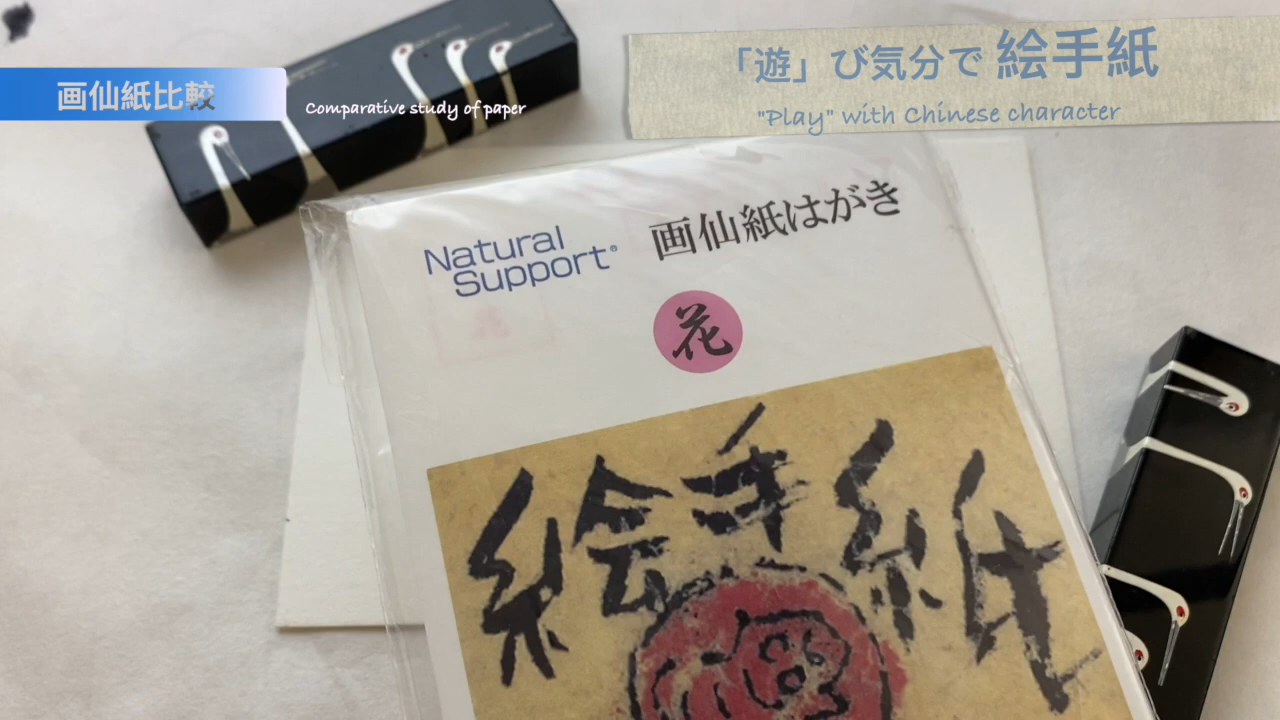 画仙紙比較
Comparative study of paper
「遊」び気分で 絵手紙
"Play" with Chinese character
Natural
Support®
画仙紙はがき
花
絵手紙